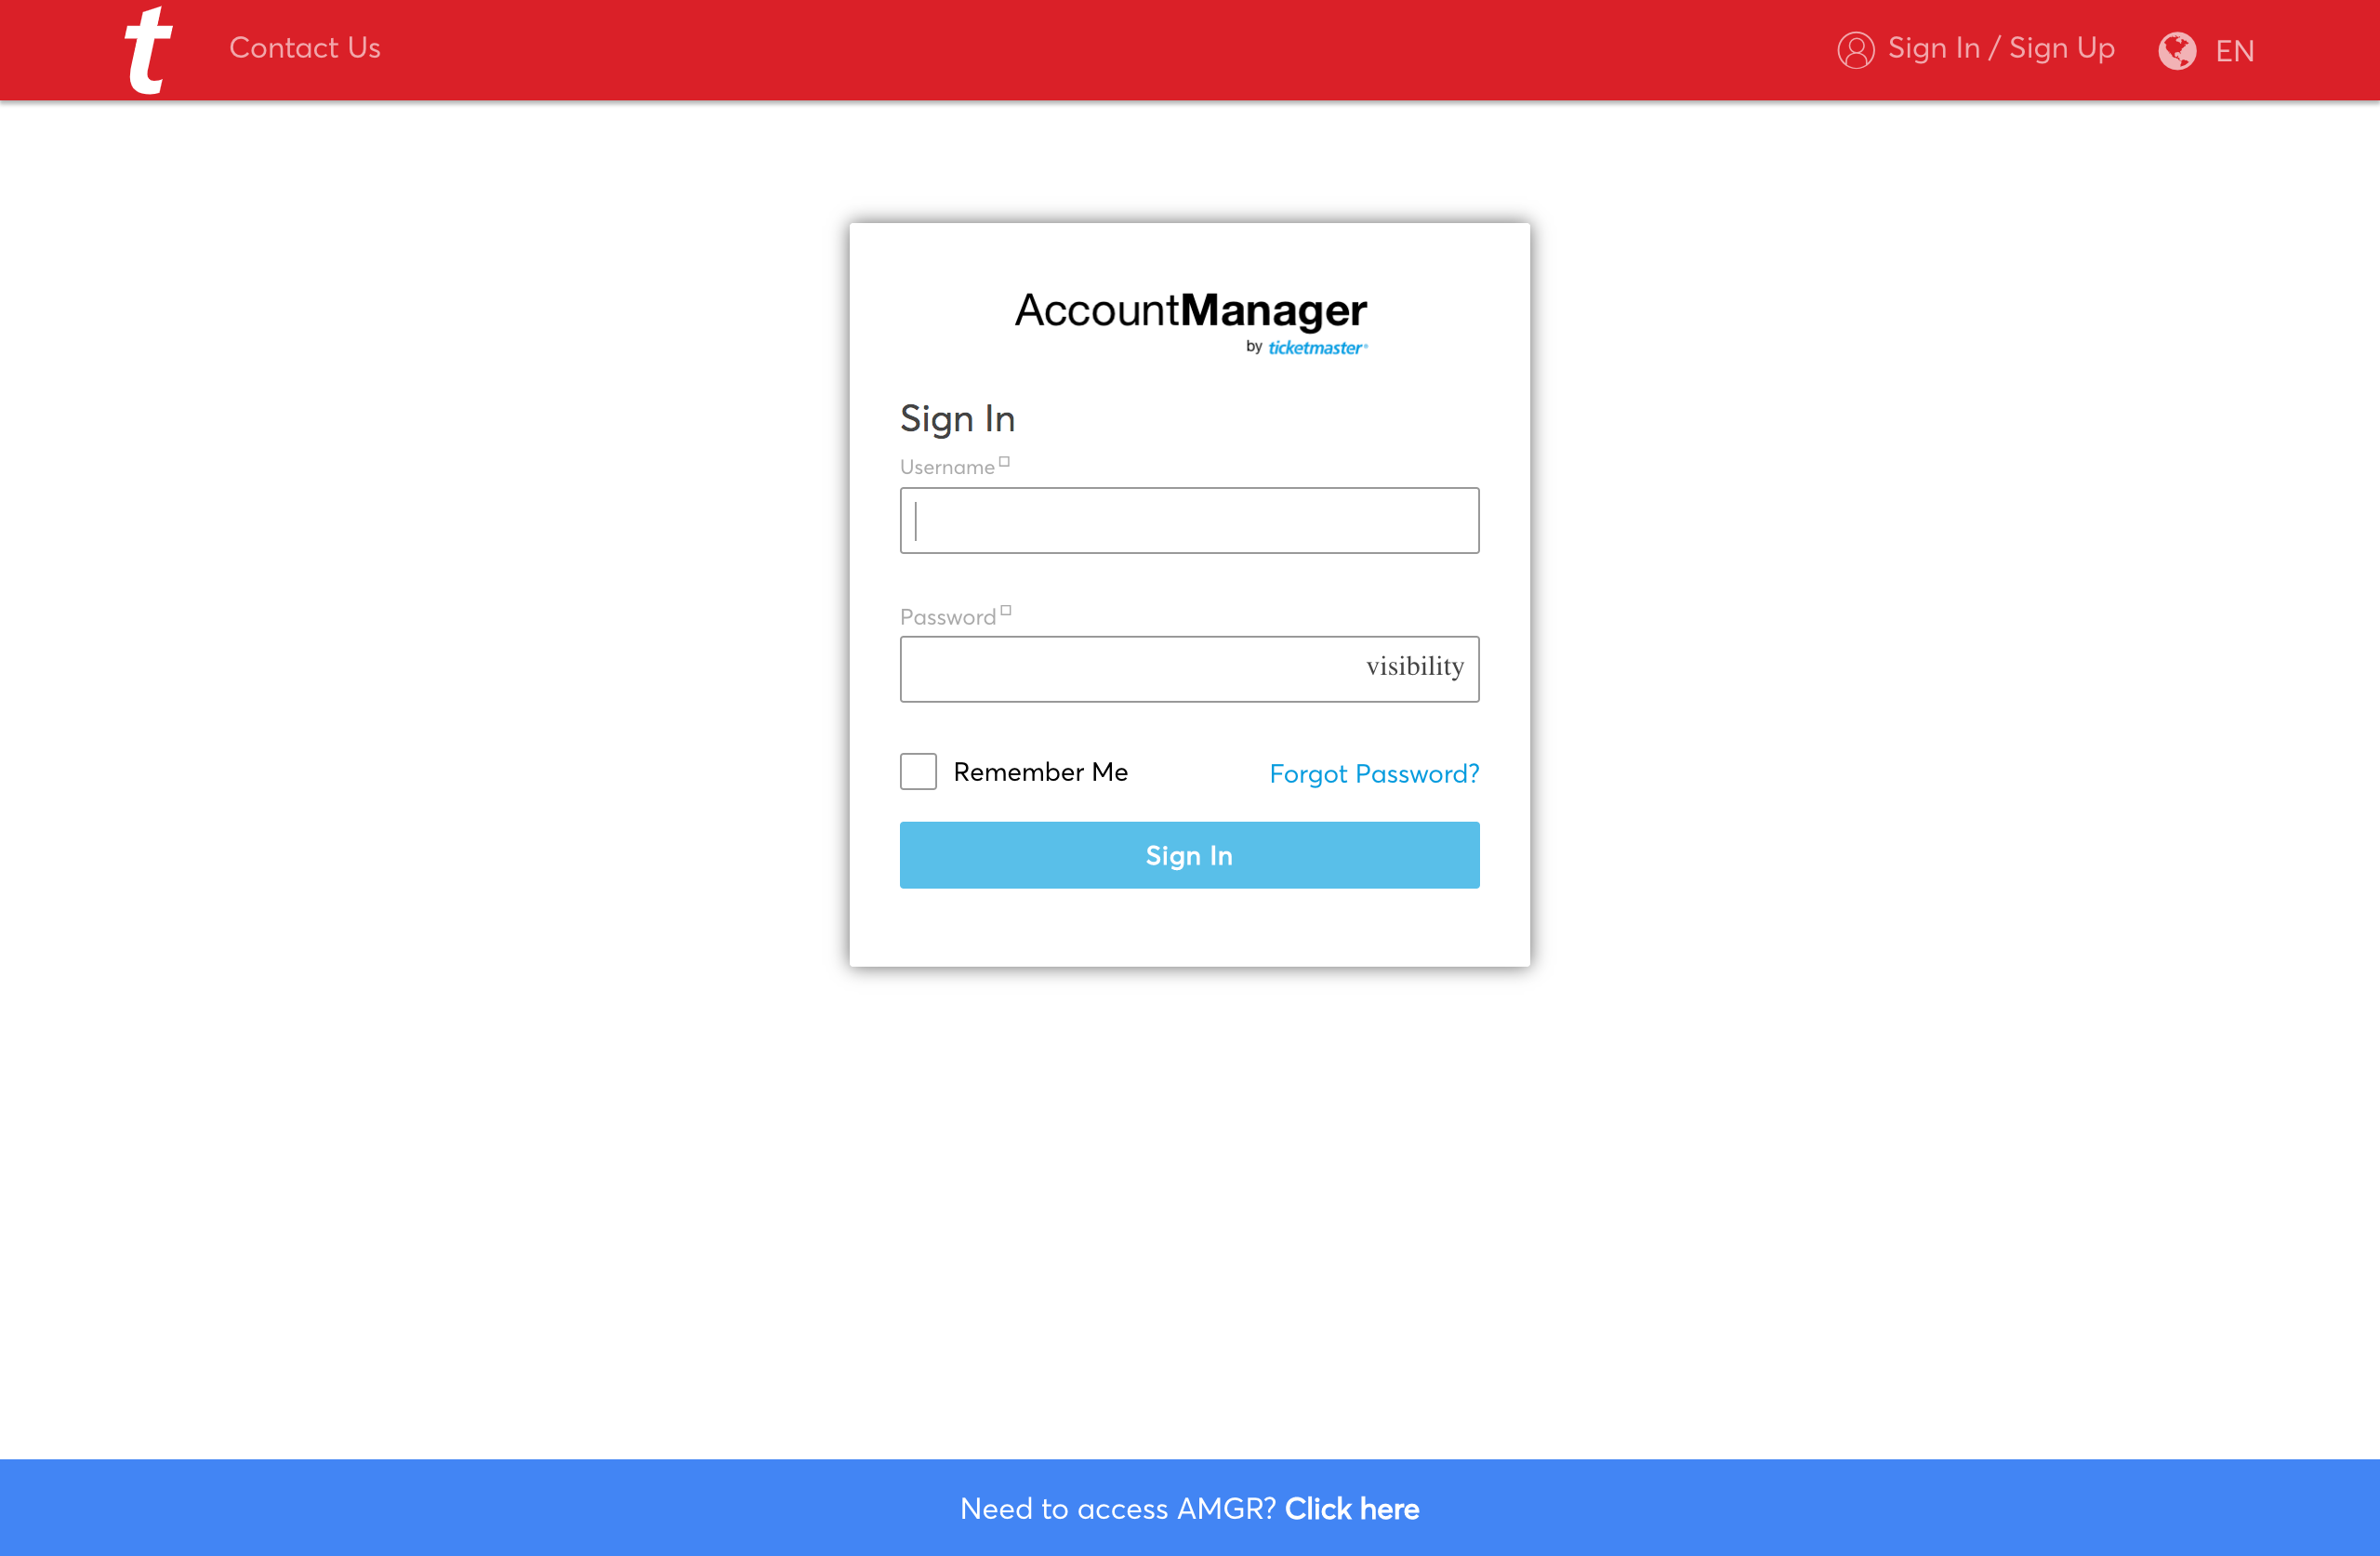 t
Contact Us
Sign In / Sign Up
EN
AccountManager
by ticketmaster®
Sign In
Username
Password
visibility
Remember Me
Forgot Password?
Sign In
Need to access AMGR? Click here